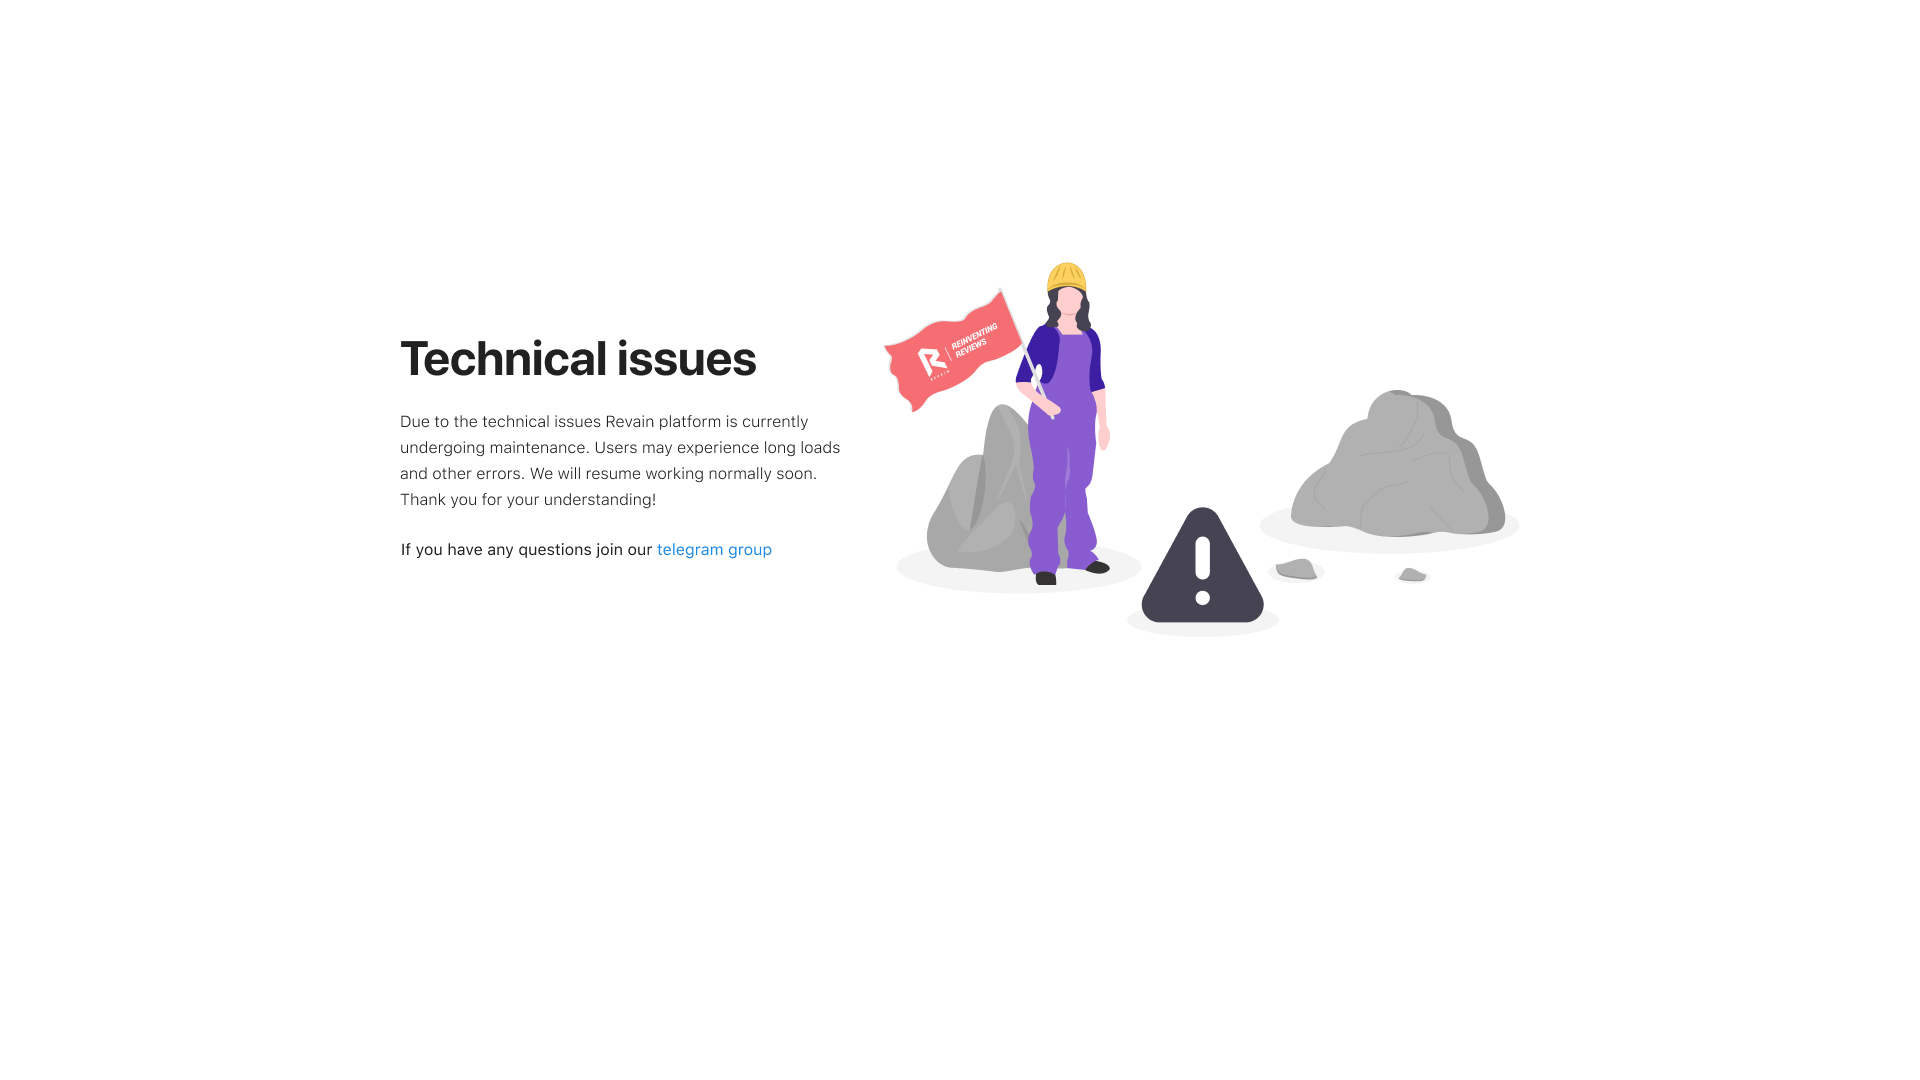 Technical issues
Due to the technical issues Revain platform is currently
undergoing maintenance. Users may experience long loads
and other errors. We will resume working normally soon.
Thank you for your understanding!
If you have any questions join our telegram group
REINVENTING
REVIEWS
REVAIN